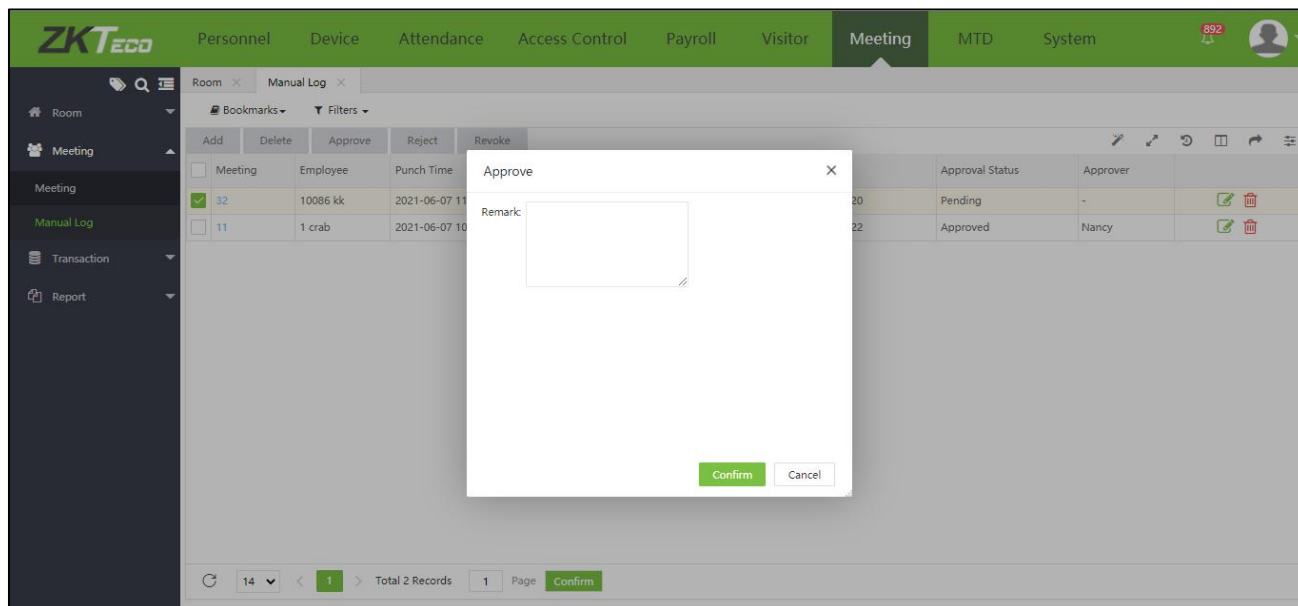 ZKTeco Personnel Device Attendance Access Control Payroll Visitor Meeting MTD System 892
Room Manual Log
Room Bookmarks Filters
Meeting Add Delete Approve Reject Revoke
Meeting Employee Punch Time Approve Approval Status Approver
Meeting
32 10086 kk 2021-06-07 11 20 Pending -
Remark:
Manual Log 11 1 crab 2021-06-07 10 22 Approved Nancy
Transaction
Report
Confirm Cancel
14 < 1 > Total 2 Records 1 Page Confirm